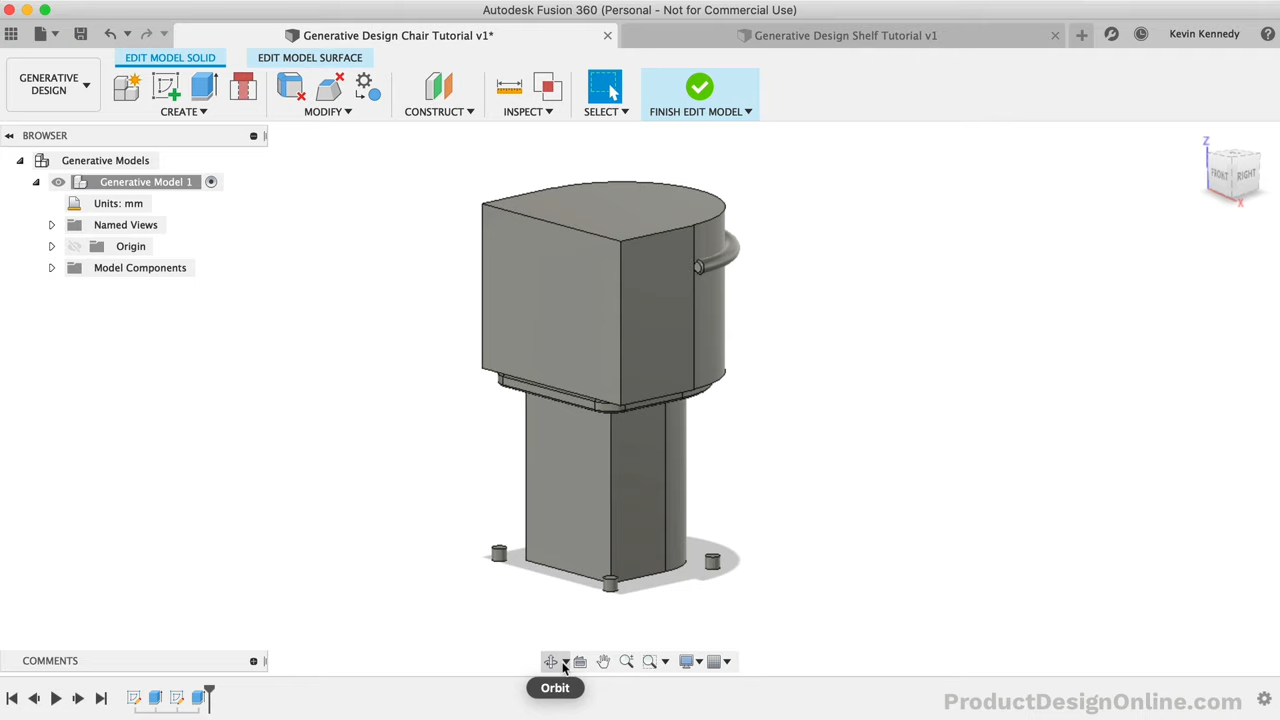 Autodesk Fusion 360 (Personal - Not for Commercial Use)
Generative Design Chair Tutorial v1*
Generative Design Shelf Tutorial v1
Kevin Kennedy
EDIT MODEL SOLID
EDIT MODEL SURFACE
GENERATIVE
DESIGN
CREATE
MODIFY
CONSTRUCT
INSPECT
SELECT
FINISH EDIT MODEL
BROWSER
Generative Models
Generative Model 1
Units: mm
Named Views
Origin
Model Components
Z
FRONT
RIGHT
X
COMMENTS
Orbit
ProductDesignOnline.com